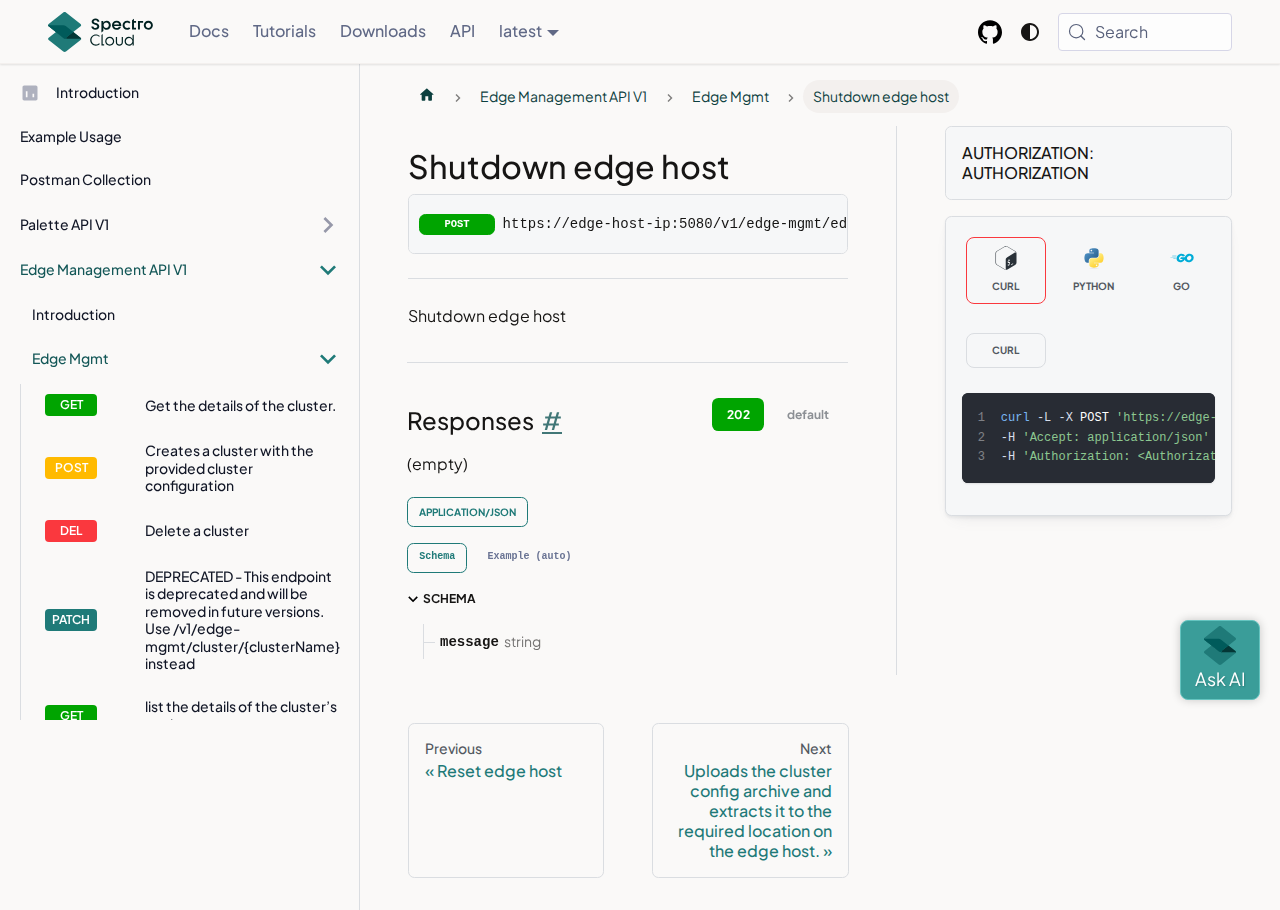 Spectro
Cloud
Docs
Tutorials
Downloads
API
latest
Search
Introduction
Example Usage
Postman Collection
Palette API V1
Edge Management API V1
Introduction
Edge Mgmt
GET
Get the details of the cluster.
POST
Creates a cluster with the
provided cluster
configuration
DEL
Delete a cluster
PATCH
DEPRECATED - This endpoint
is deprecated and will be
removed in future versions.
Use /v1/edge-
mgmt/cluster/{clusterName}
instead
GET
list the details of the cluster's
Edge Management API V1
Edge Mgmt
Shutdown edge host
Shutdown edge host
POST
https://edge-host-ip:5080/v1/edge-mgmt/ed
Shutdown edge host
Responses #
202
default
(empty)
APPLICATION/JSON
Schema
Example (auto)
SCHEMA
message string
Previous
« Reset edge host
Next
Uploads the cluster
config archive and
extracts it to the
required location on
the edge host. »
AUTHORIZATION:
AUTHORIZATION
CURL
PYTHON
GO
GO
CURL
1 curl -L -X POST 'https://edge-
2 -H 'Accept: application/json'
3 -H 'Authorization: <Authorizat
Ask AI